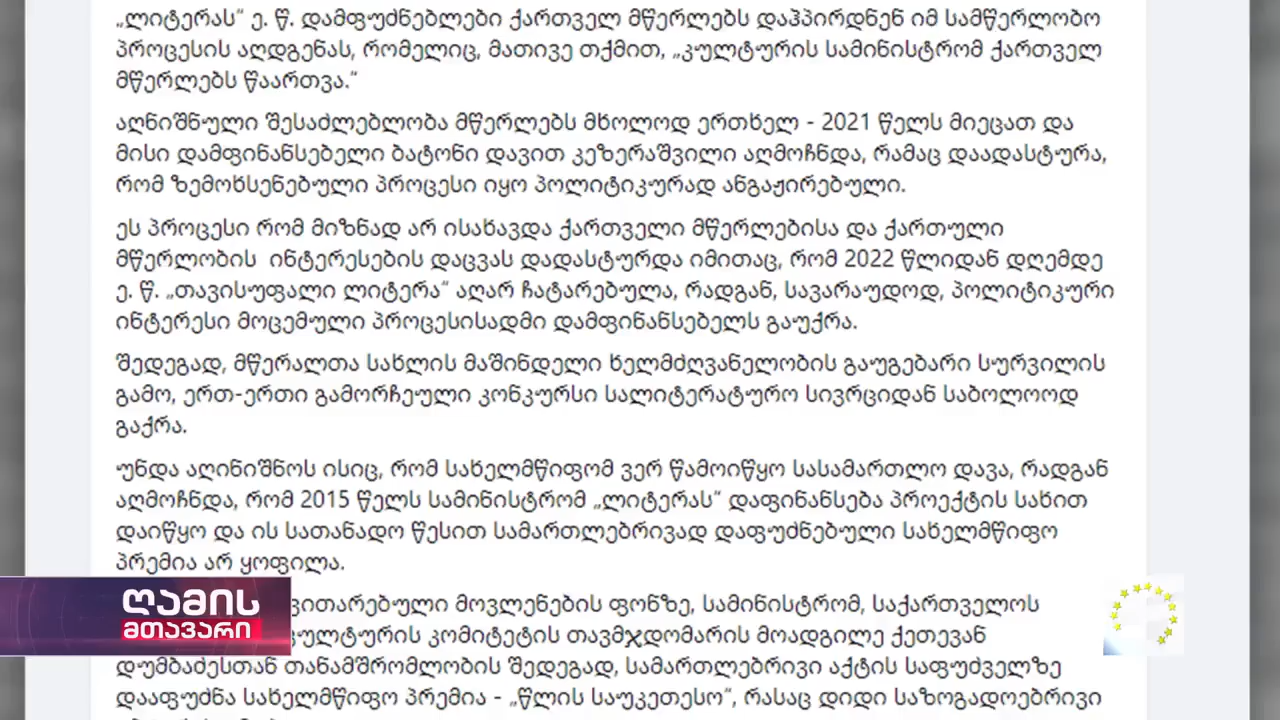 „ლიტერას“ ე. წ. დამფუძნებლები ქართველ მწერლებს დაჰპირდნენ იმ სამწერლობო
პროცესის აღდგენას, რომელიც, მათივე თქმით, „კულტურის სამინისტრომ ქართველ
მწერლებს წაართვა.“
აღნიშნული შესაძლებლობა მწერლებს მხოლოდ ერთხელ - 2021 წელს მიეცათ და
მისი დამფინანსებელი ბატონი დავით კეზერაშვილი აღმოჩნდა, რამაც დაადასტურა,
რომ ზემოხსენებული პროცესი იყო პოლიტიკურად ანგაჟირებული.
ეს პროცესი რომ მიზნად არ ისახავდა ქართველი მწერლებისა და ქართული
მწერლობის ინტერესების დაცვას დადასტურდა იმითაც, რომ 2022 წლიდან დღემდე
ე. წ. „თავისუფალი ლიტერა“ აღარ ჩატარებულა, რადგან, სავარაუდოდ, პოლიტიკური
ინტერესი მოცემული პროცესისადმი დამფინანსებელს გაუქრა.
შედეგად, მწერალთა სახლის მაშინდელი ხელმძღვანელობის გაუგებარი სურვილის
გამო, ერთ-ერთი გამორჩეული კონკურსი სალიტერატურო სივრციდან საბოლოოდ
გაქრა.
უნდა აღინიშნოს ისიც, რომ სახელმწიფომ ვერ წამოიწყო სასამართლო დავა, რადგან
აღმოჩნდა, რომ 2015 წელს სამინისტრომ „ლიტერას“ დაფინანსება პროექტის სახით
დაიწყო და ის სათანადო წესით სამართლებრივად დაფუძნებული სახელმწიფო
პრემია არ ყოფილა.
ვითარებული მოვლენების ფონზე, სამინისტრომ, საქართველოს
კულტურის კომიტეტის თავმჯდომარის მოადგილე ქეთევან
დუმბაძესთან თანამშრომლობის შედეგად, სამართლებრივი აქტის საფუძველზე
დააფუძნა სახელმწიფო პრემია - „წლის საუკეთესო“, რასაც დიდი საზოგადოებრივი
ღამის
მთავარი